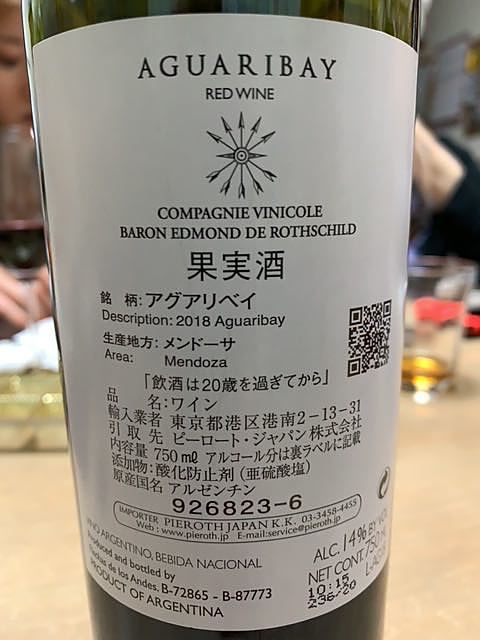 AGUARIBAY
RED WINE
COMPAGNIE VINICOLE
BARON EDMOND DE ROTHSCHILD
果実酒
銘 柄: アグアリベイ
Description: 2018 Aguaribay
生産地方: メンドーサ
Area: Mendoza
「飲酒は20歳を過ぎてから」
品 名: ワイン
輸入業者 東京都港区港南2-13-31
引取先 ピーロート・ジャパン株式会社
内容量 750㎖ アルコール分は裏ラベルに記載
添加物: 酸化防止剤(亜硫酸塩)
原産国名 アルゼンチン
926823-6
IMPORTER PIEROTH JAPAN K.K. 03-3458-4455
Web : www.pieroth.jp E-mail:service@pieroth.jp
VINO ARGENTINO, BEBIDA NACIONAL
Produced and bottled by
de los Andes. B-72865 - B-87773
PRODUCT OF ARGENTINA
ALC. 14% BY VOL
NET CONT. 750 M
10:15
236/20